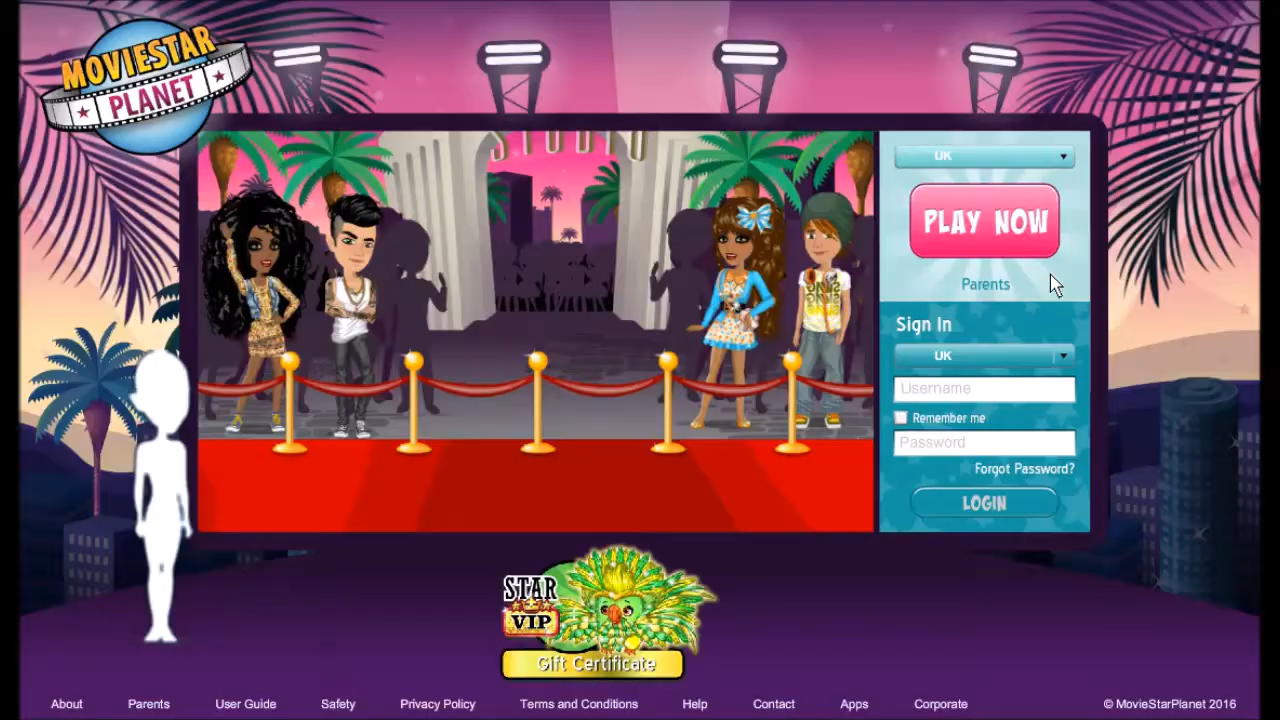 MOVIESTAR
PLANET
STUDIO
UK
PLAY NOW
Parents
Sign In
UK
Username
Remember me
Password
Forgot Password?
LOGIN
STAR
VIP
Gift Certificate
About
Parents
User Guide
Safety
Privacy Policy
Terms and Conditions
Help
Contact
Apps
Corporate
© MovieStarPlanet 2016